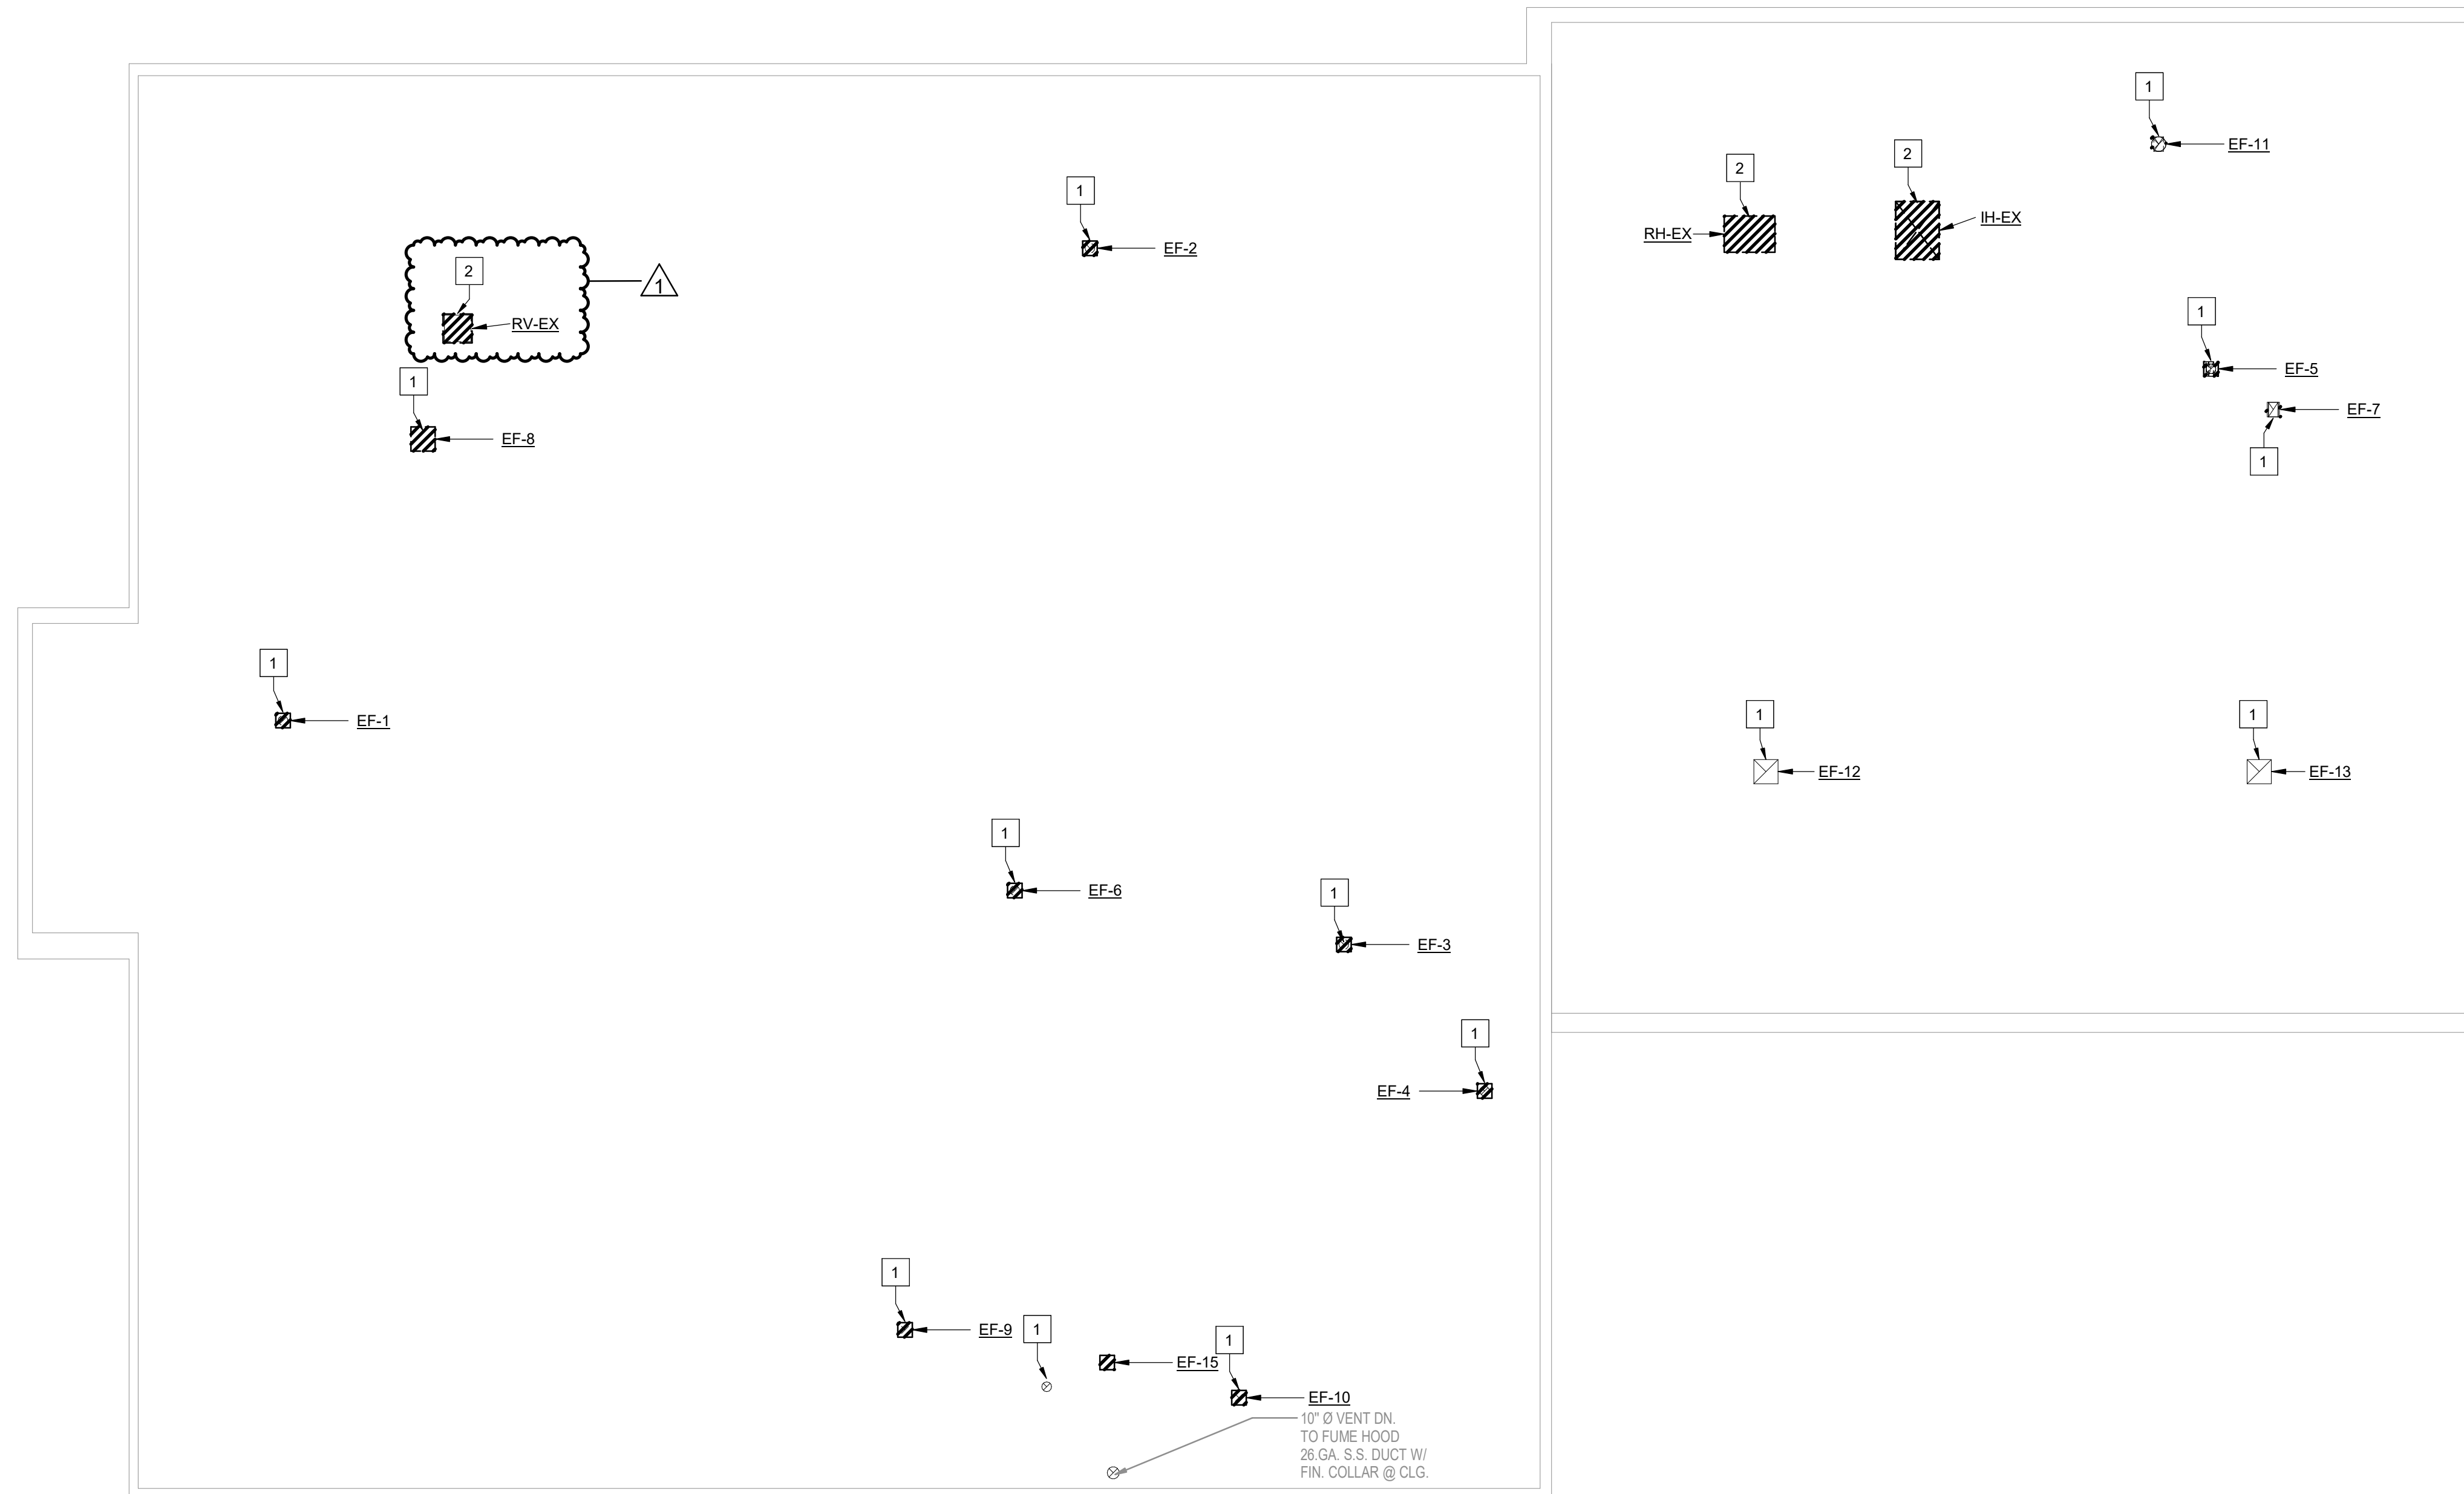 1
EF-11
2
2
1
IH-EX
RH-EX
EF-2
2
1
RV-EX
1
EF-5
1
EF-7
EF-8
1
1
EF-1
1
1
EF-12
EF-13
1
EF-6
1
EF-3
1
EF-4
1
EF-9
1
EF-15
1
EF-10
10" Ø VENT DN.
TO FUME HOOD
26.GA. S.S. DUCT W/
FIN. COLLAR @ CLG.